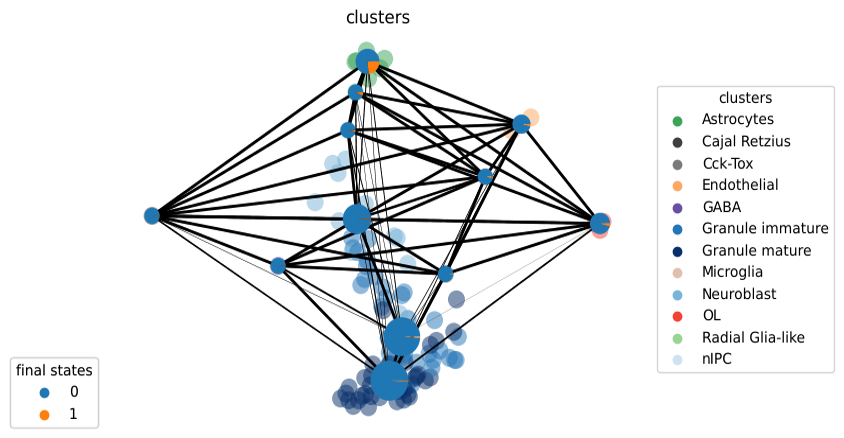 clusters
clusters
Astrocytes
Cajal Retzius
Cck-Tox
Endothelial
GABA
Granule immature
Granule mature
Microglia
Neuroblast
OL
Radial Glia-like
nIPC
final states
0
1